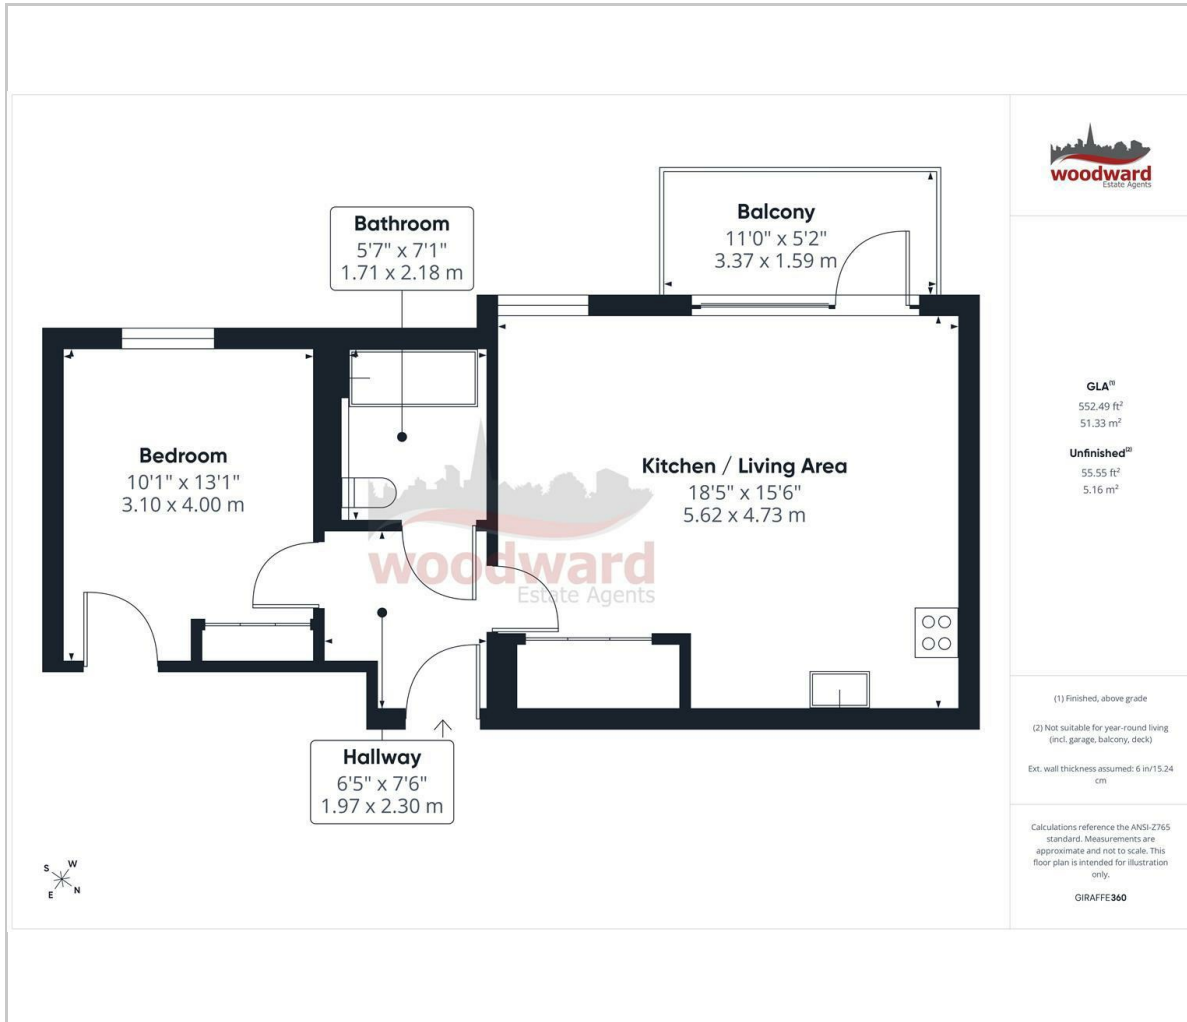 woodward
Estate Agents
Balcony
11'0" x 5'2"
3.37 x 1.59 m
Bathroom
5'7" x 7'1"
1.71 x 2.18 m
Bedroom
10'1" x 13'1"
3.10 x 4.00 m
Kitchen / Living Area
18'5" x 15'6"
5.62 x 4.73 m
woodward
Estate Agents
Hallway
6'5" x 7'6"
1.97 x 2.30 m
S W
E N
GLA(1)
552.49 ft²
51.33 m²
Unfinished(2)
55.55 ft²
5.16 m²
(1) Finished, above grade
(2) Not suitable for year-round living
(incl. garage, balcony, deck)
Ext. wall thickness assumed: 6 in/15.24
cm
Calculations reference the ANSI-Z765
standard. Measurements are
approximate and not to scale. This
floor plan is intended for illustration
only.
GIRAFFE360